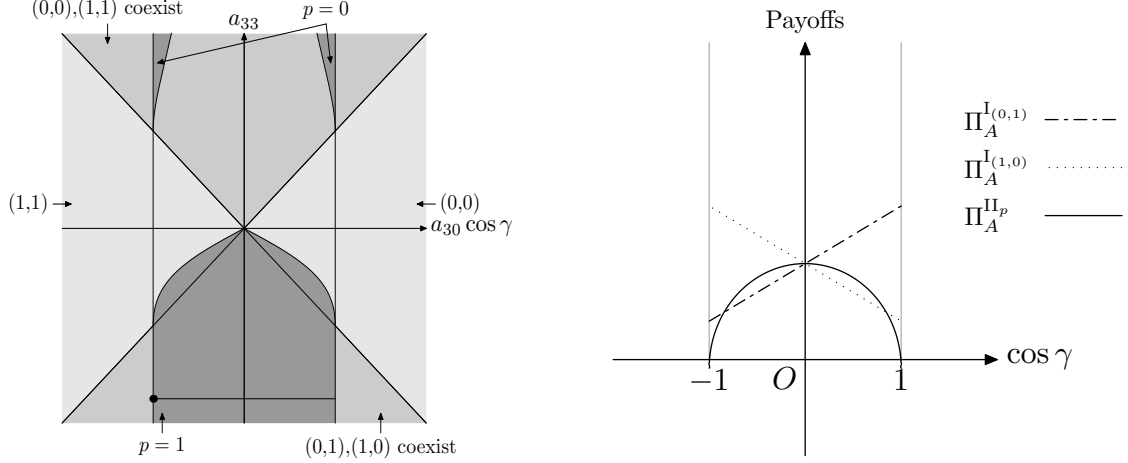 (0,0),(1,1) coexist
p = 0
a_{33}
(1,1)
(0,0)
a_{30} cos γ
p = 1
(0,1),(1,0) coexist
Payoffs
Π_A^{I_{(0,1)}}
Π_A^{I_{(1,0)}}
Π_A^{II_p}
cos γ
−1
O
1